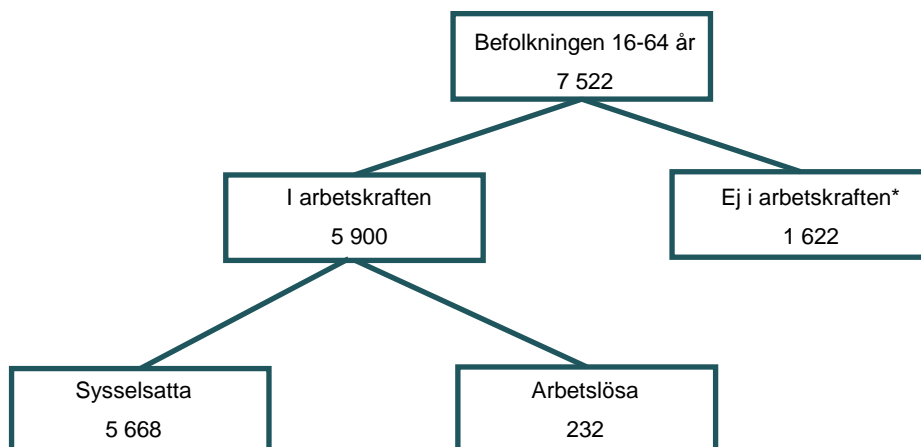 Befolkningen 16-64 år
7 522
I arbetskraften
5 900
Ej i arbetskraften*
1 622
Sysselsatta
5 668
Arbetslösa
232